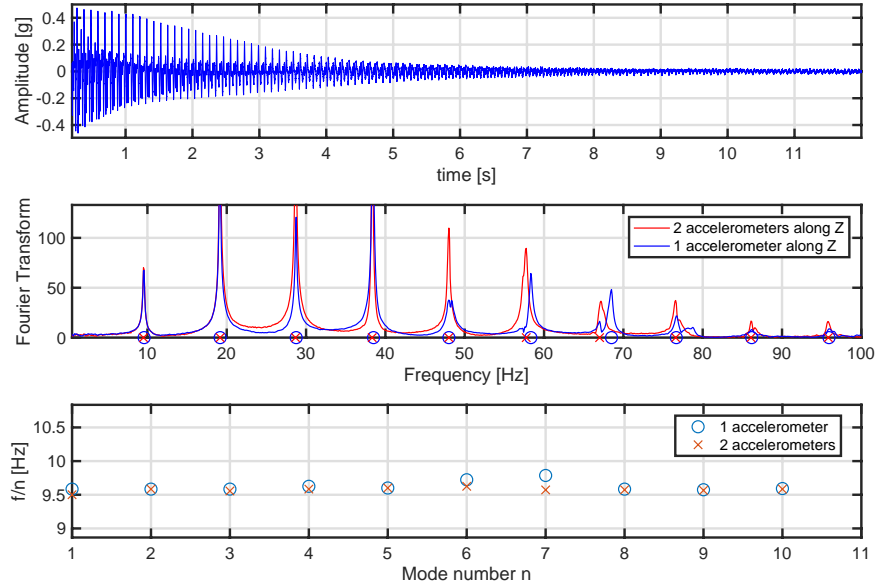 Amplitude [g]
0.4
0.2
0
-0.2
-0.4
1 2 3 4 5 6 7 8 9 10 11
time [s]
Fourier Transform
100
50
0
2 accelerometers along Z
1 accelerometer along Z
10 20 30 40 50 60 70 80 90 100
Frequency [Hz]
f/n [Hz]
10.5
10
9.5
9
1 accelerometer
2 accelerometers
1 2 3 4 5 6 7 8 9 10 11
Mode number n